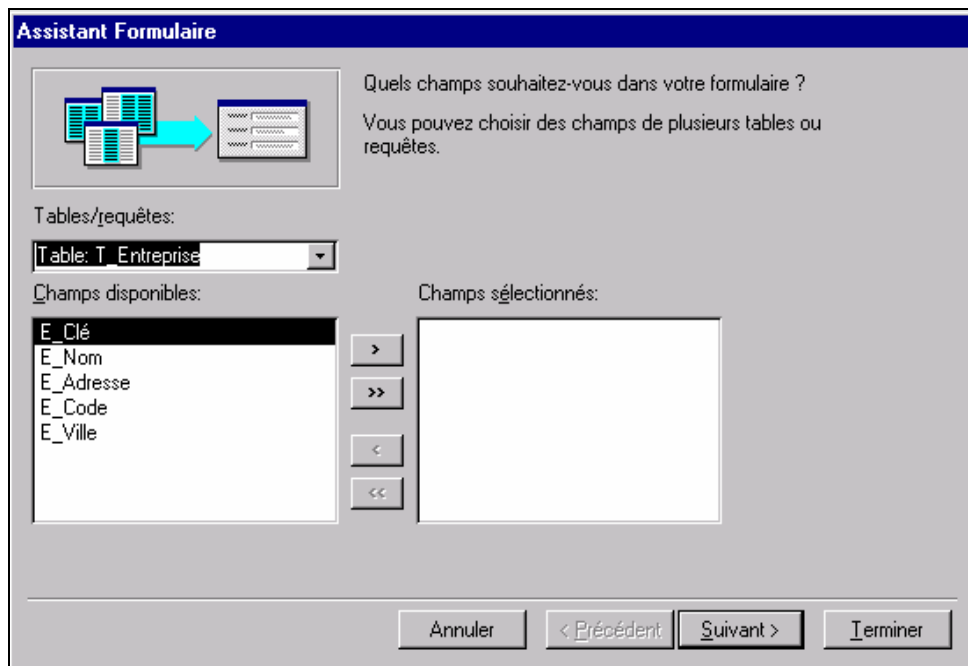 Assistant Formulaire
Quels champs souhaitez-vous dans votre formulaire ?
Vous pouvez choisir des champs de plusieurs tables ou
requêtes.
Tables/requêtes:
Table: T_Entreprise
Champs disponibles:
Champs sélectionnés:
E_Clé
E_Nom
E_Adresse
E_Code
E_Ville
>
>>
<
<<
Annuler
< Précédent
Suivant >
Terminer